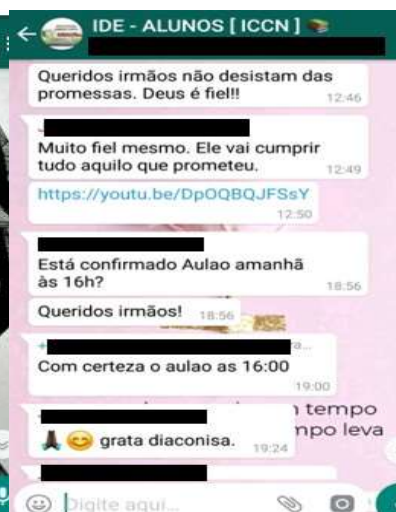 IDE - ALUNOS [ ICCN ]
Queridos irmãos não desistam das
promessas. Deus é fiel!!
12:46
Muito fiel mesmo. Ele vai cumprir
tudo aquilo que prometeu.
12:49
https://youtu.be/DpOQBQJFSsY
12:50
Está confirmado Aulao amanhã
às 16h?
18:56
Queridos irmãos! 18:56
Com certeza o aulao as 16:00
19:00
tempo
mpo leva
grata diaconisa. 19:24
Digite aqui...